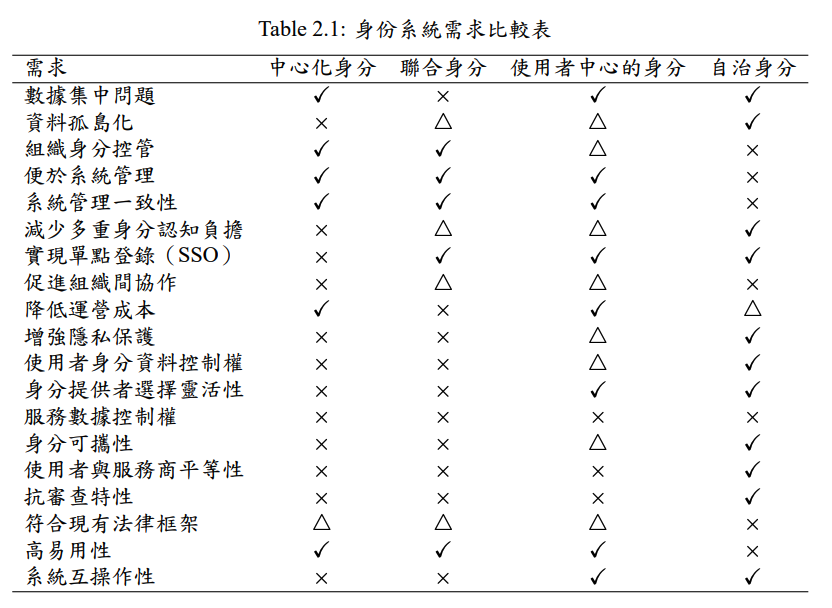 Table 2.1: 身份系統需求比較表
需求 中心化身分 聯合身分 使用者中心的身分 自治身分
數據集中問題 ✓ × ✓ ✓
資料孤島化 × △ △ ✓
組織身分控管 ✓ ✓ △ ×
便於系統管理 ✓ ✓ ✓ ×
系統管理一致性 ✓ ✓ ✓ ×
減少多重身分認知負擔 × △ △ ✓
實現單點登錄（SSO） × ✓ ✓ ✓
促進組織間協作 × △ △ ×
降低運營成本 ✓ × ✓ △
增強隱私保護 × × △ ✓
使用者身分資料控制權 × × △ ✓
身分提供者選擇靈活性 × × ✓ ✓
服務數據控制權 × × × ×
身分可攜性 × × △ ✓
使用者與服務商平等性 × × × ✓
抗審查特性 × × × ✓
符合現有法律框架 △ △ △ ×
高易用性 ✓ ✓ ✓ ×
系統互操作性 × × ✓ ✓